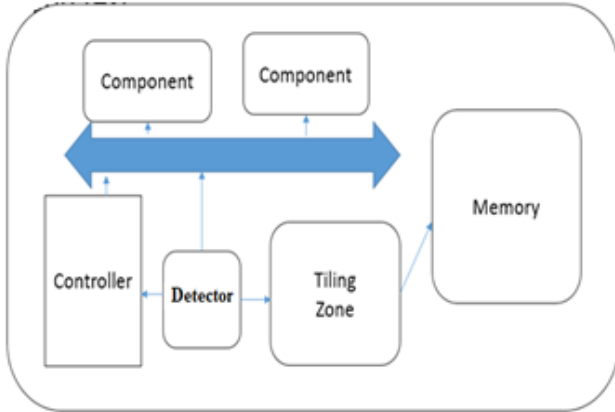 Component
Component
Memory
Controller
Detector
Tiling
Zone